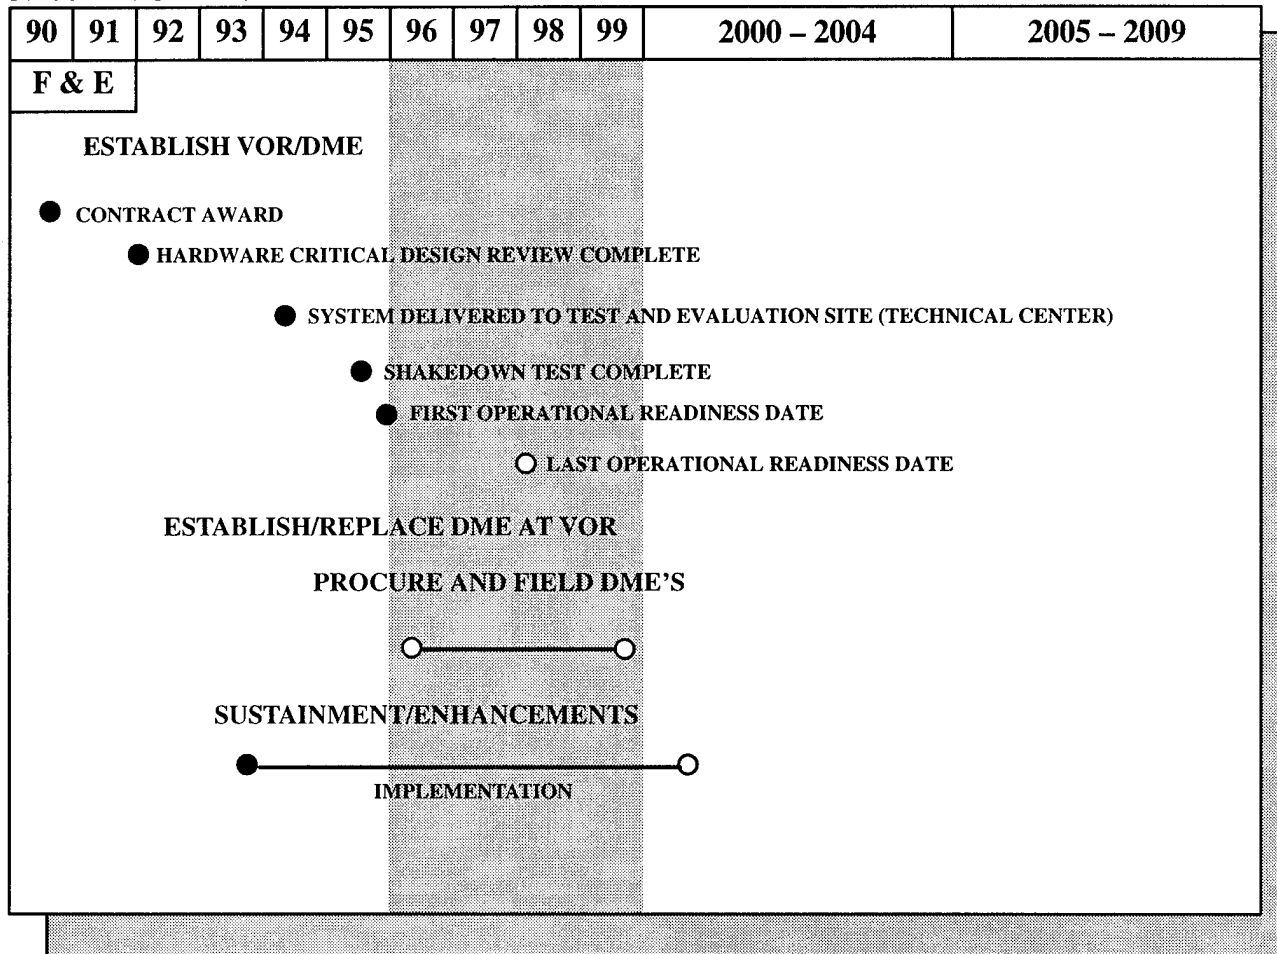 90 91 92 93 94 95 96 97 98 99 2000 – 2004 2005 – 2009
F & E
ESTABLISH VOR/DME
CONTRACT AWARD
HARDWARE CRITICAL DESIGN REVIEW COMPLETE
SYSTEM DELIVERED TO TEST AND EVALUATION SITE (TECHNICAL CENTER)
SHAKEDOWN TEST COMPLETE
FIRST OPERATIONAL READINESS DATE
LAST OPERATIONAL READINESS DATE
ESTABLISH/REPLACE DME AT VOR
PROCURE AND FIELD DME'S
SUSTAINMENT/ENHANCEMENTS
IMPLEMENTATION